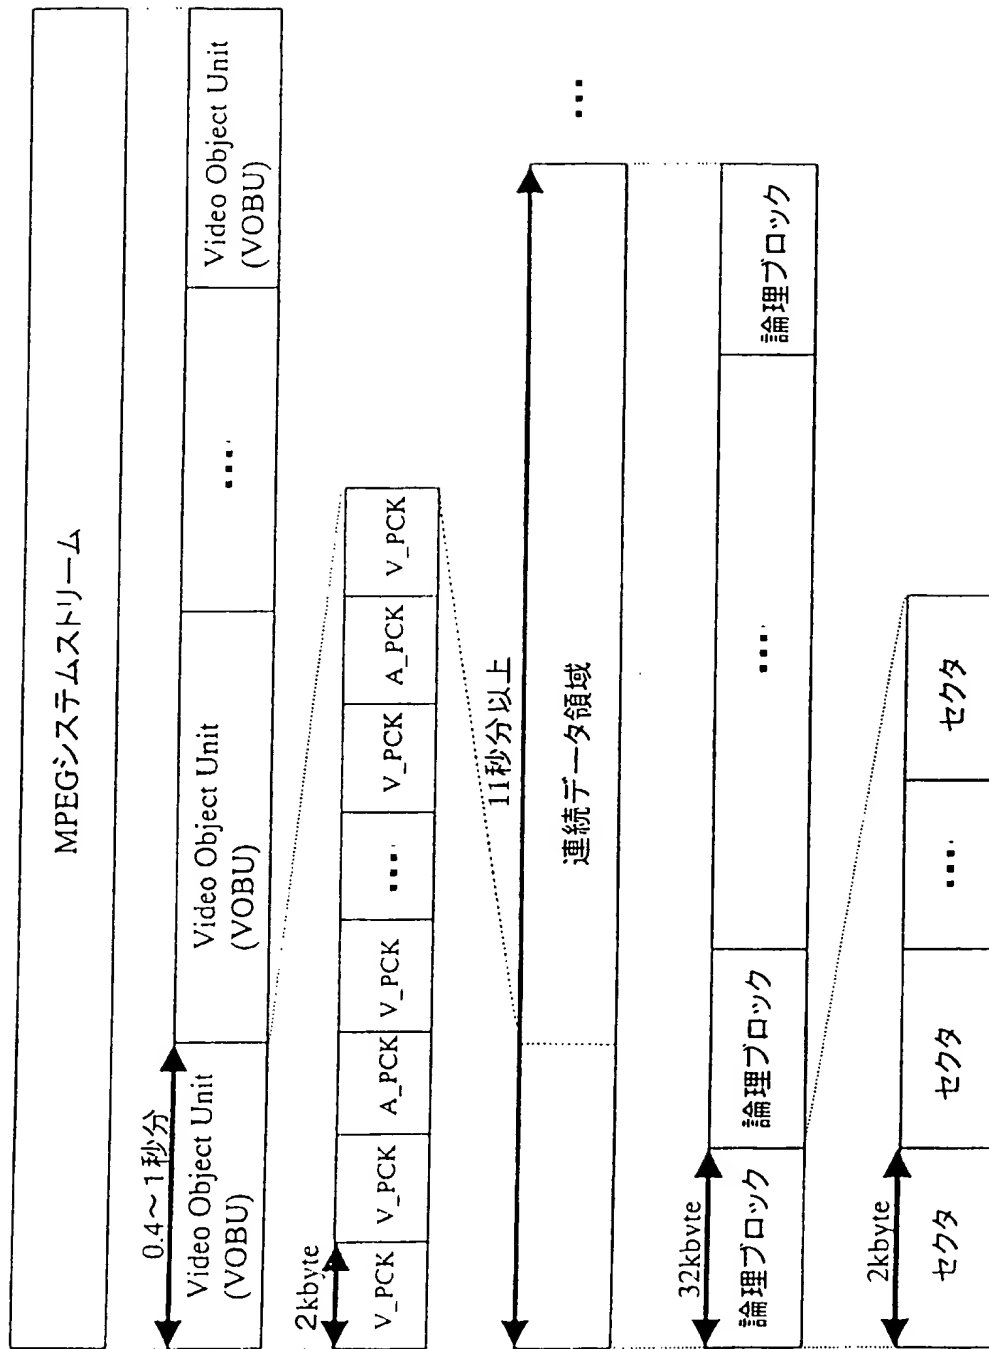 MPEGシステムストリーム
0.4～1秒分
Video Object Unit
(VOBU)
Video Object Unit
(VOBU)
....
Video Object Unit
(VOBU)
2kbyte
V_PCK
V_PCK
A_PCK
V_PCK
....
V_PCK
A_PCK
V_PCK
11秒分以上
連続データ領域
...
32kbyte
論理ブロック
論理ブロック
....
論理ブロック
2kbyte
セクタ
セクタ
....
セクタ